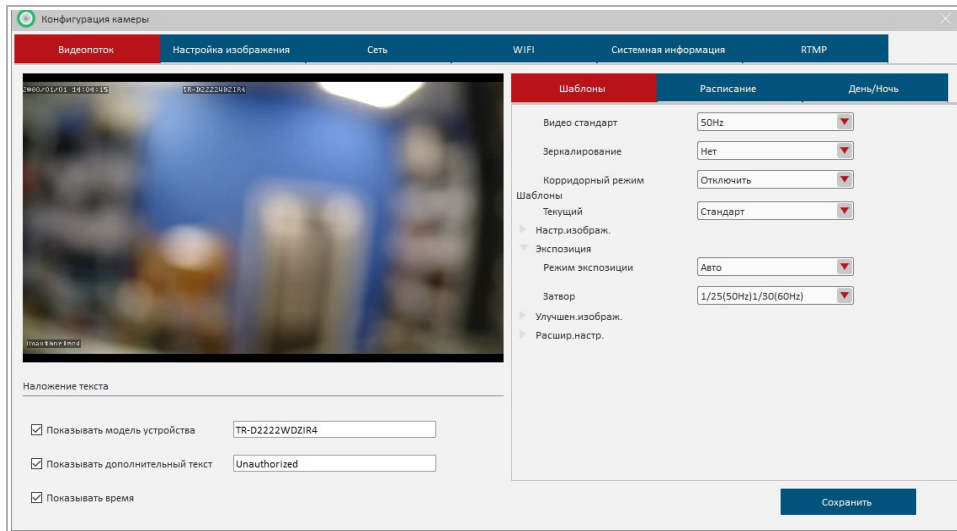 Конфигурация камеры
Видеопоток Настройка изображения Сеть WIFI Системная информация RTMP
2000/01/01 14:04:15 TR-D2222WDZIR4
Unauthorized
Наложение текста
Показывать модель устройства TR-D2222WDZIR4
Показывать дополнительный текст Unauthorized
Показывать время
Шаблоны Расписание День/Ночь
Видео стандарт 50Hz
Зеркалирование Нет
Корридорный режим Отключить
Шаблоны
Текущий Стандарт
Настр.изображ.
Экспозиция
Режим экспозиции Авто
Затвор 1/25(50Hz)1/30(60Hz)
Улучшен.изображ.
Расшир.настр.
Сохранить